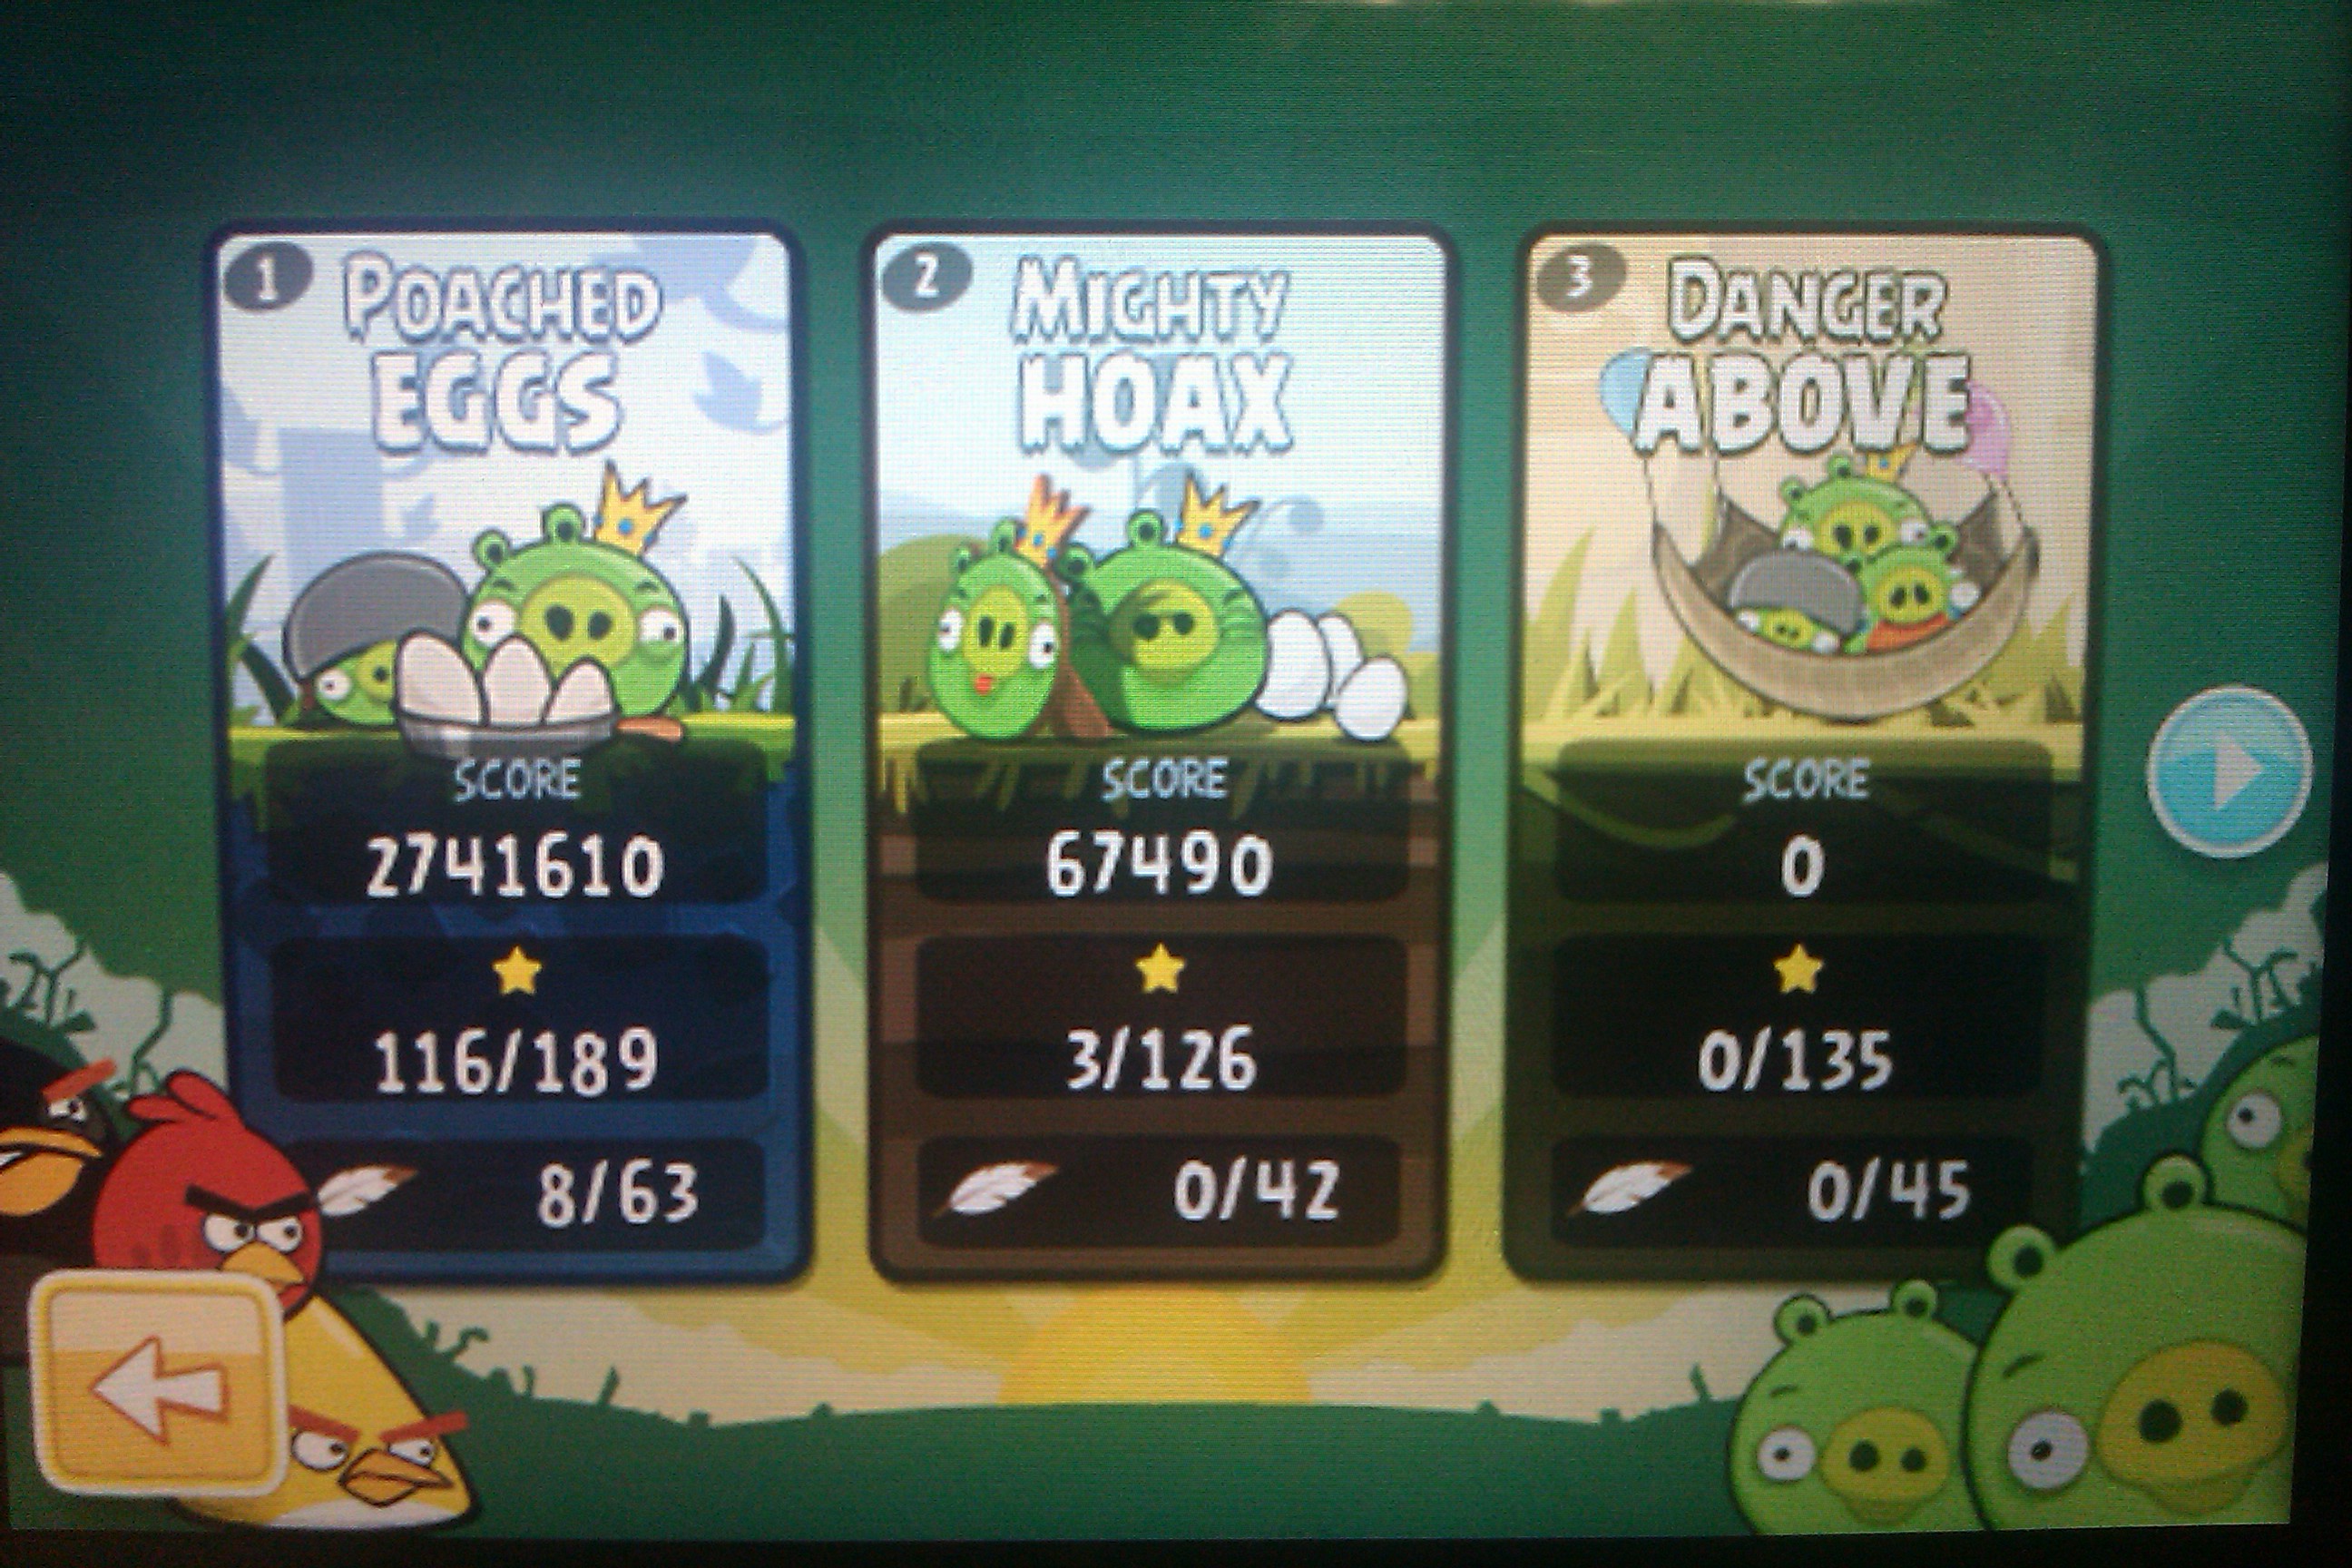 1
POACHED
EGGS
SCORE
2741610
116/189
8/63
2
MIGHTY
HOAX
SCORE
67490
3/126
0/42
3
DANGER
ABOVE
SCORE
0
0/135
0/45